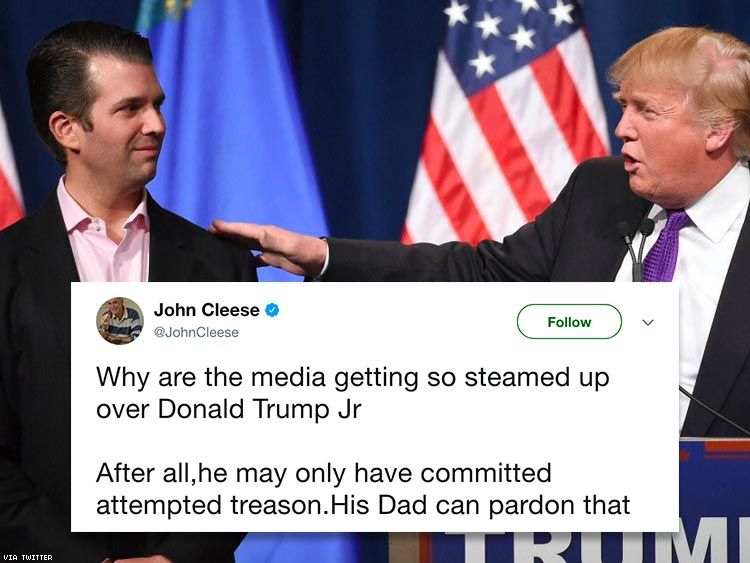 John Cleese
@JohnCleese
Follow
Why are the media getting so steamed up
over Donald Trump Jr
After all,he may only have committed
attempted treason.His Dad can pardon that
TRUM
VIA TWITTER